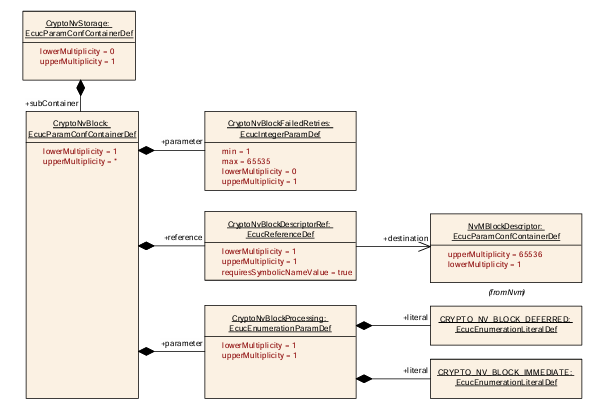 CryptoNvStorage:
EcucParamConfContainerDef
lowerMultiplicity = 0
upperMultiplicity = 1
+subContainer
CryptoNvBlock:
EcucParamConfContainerDef
lowerMultiplicity = 1
upperMultiplicity = *
+parameter
CryptoNvBlockFailedRetries:
EcucIntegerParamDef
min = 1
max = 65535
lowerMultiplicity = 0
upperMultiplicity = 1
+reference
CryptoNvBlockDescriptorRef:
EcucReferenceDef
lowerMultiplicity = 1
upperMultiplicity = 1
requiresSymbolicNameValue = true
+destination
NvMBlockDescriptor:
EcucParamConfContainerDef
upperMultiplicity = 65536
lowerMultiplicity = 1
(from NvM)
+parameter
CryptoNvBlockProcessing:
EcucEnumerationParamDef
lowerMultiplicity = 1
upperMultiplicity = 1
+literal
CRYPTO_NV_BLOCK_DEFERRED:
EcucEnumerationLiteralDef
+literal
CRYPTO_NV_BLOCK_IMMEDIATE:
EcucEnumerationLiteralDef